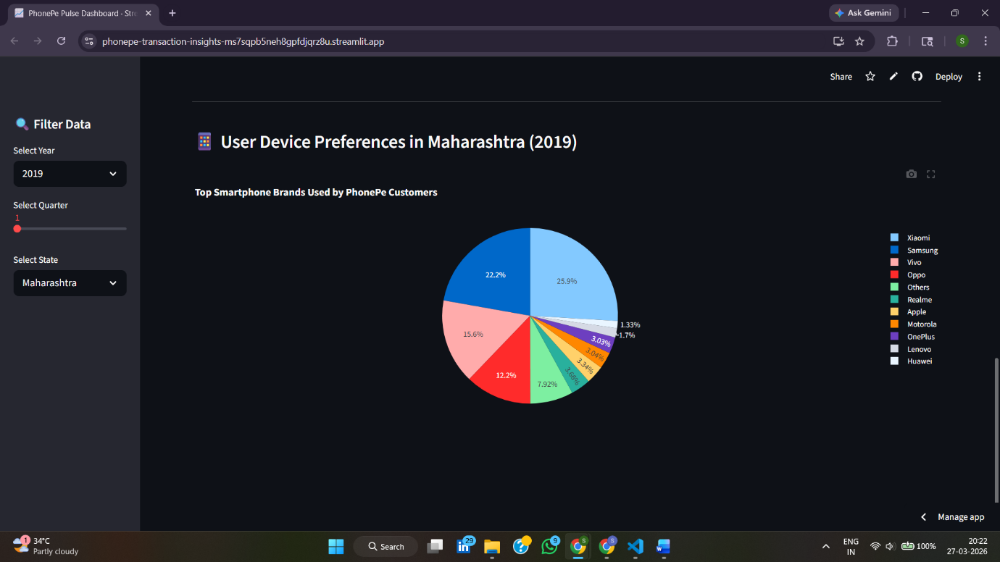 PhonePe Pulse Dashboard - Stre
Ask Gemini
phonepe-transaction-insights-ms7sqpb5neh8gpfdjqrz8u.streamlit.app
S
Share
Deploy
Filter Data
Select Year
2019
Select Quarter
1
Select State
Maharashtra
User Device Preferences in Maharashtra (2019)
Top Smartphone Brands Used by PhonePe Customers
25.9%
22.2%
15.6%
12.2%
7.92%
3.66%
3.34%
3.04%
3.03%
1.7%
1.33%
Xiaomi
Samsung
Vivo
Oppo
Others
Realme
Apple
Motorola
OnePlus
Lenovo
Huawei
Manage app
1
34°C
Partly cloudy
Search
29
9
S
S
ENG
IN
100%
20:22
27-03-2026